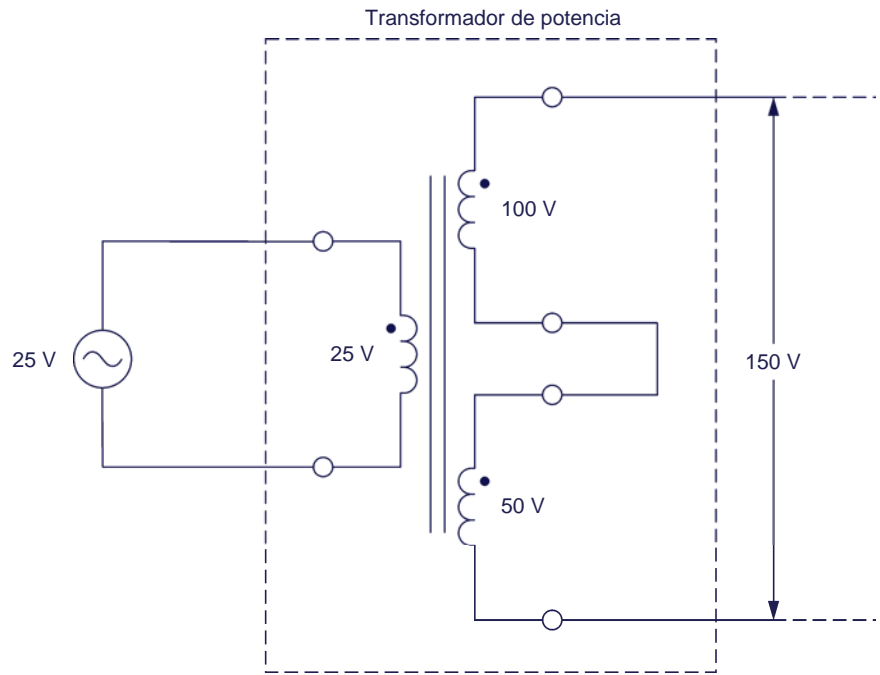 Transformador de potencia
100 V
25 V
25 V
150 V
50 V